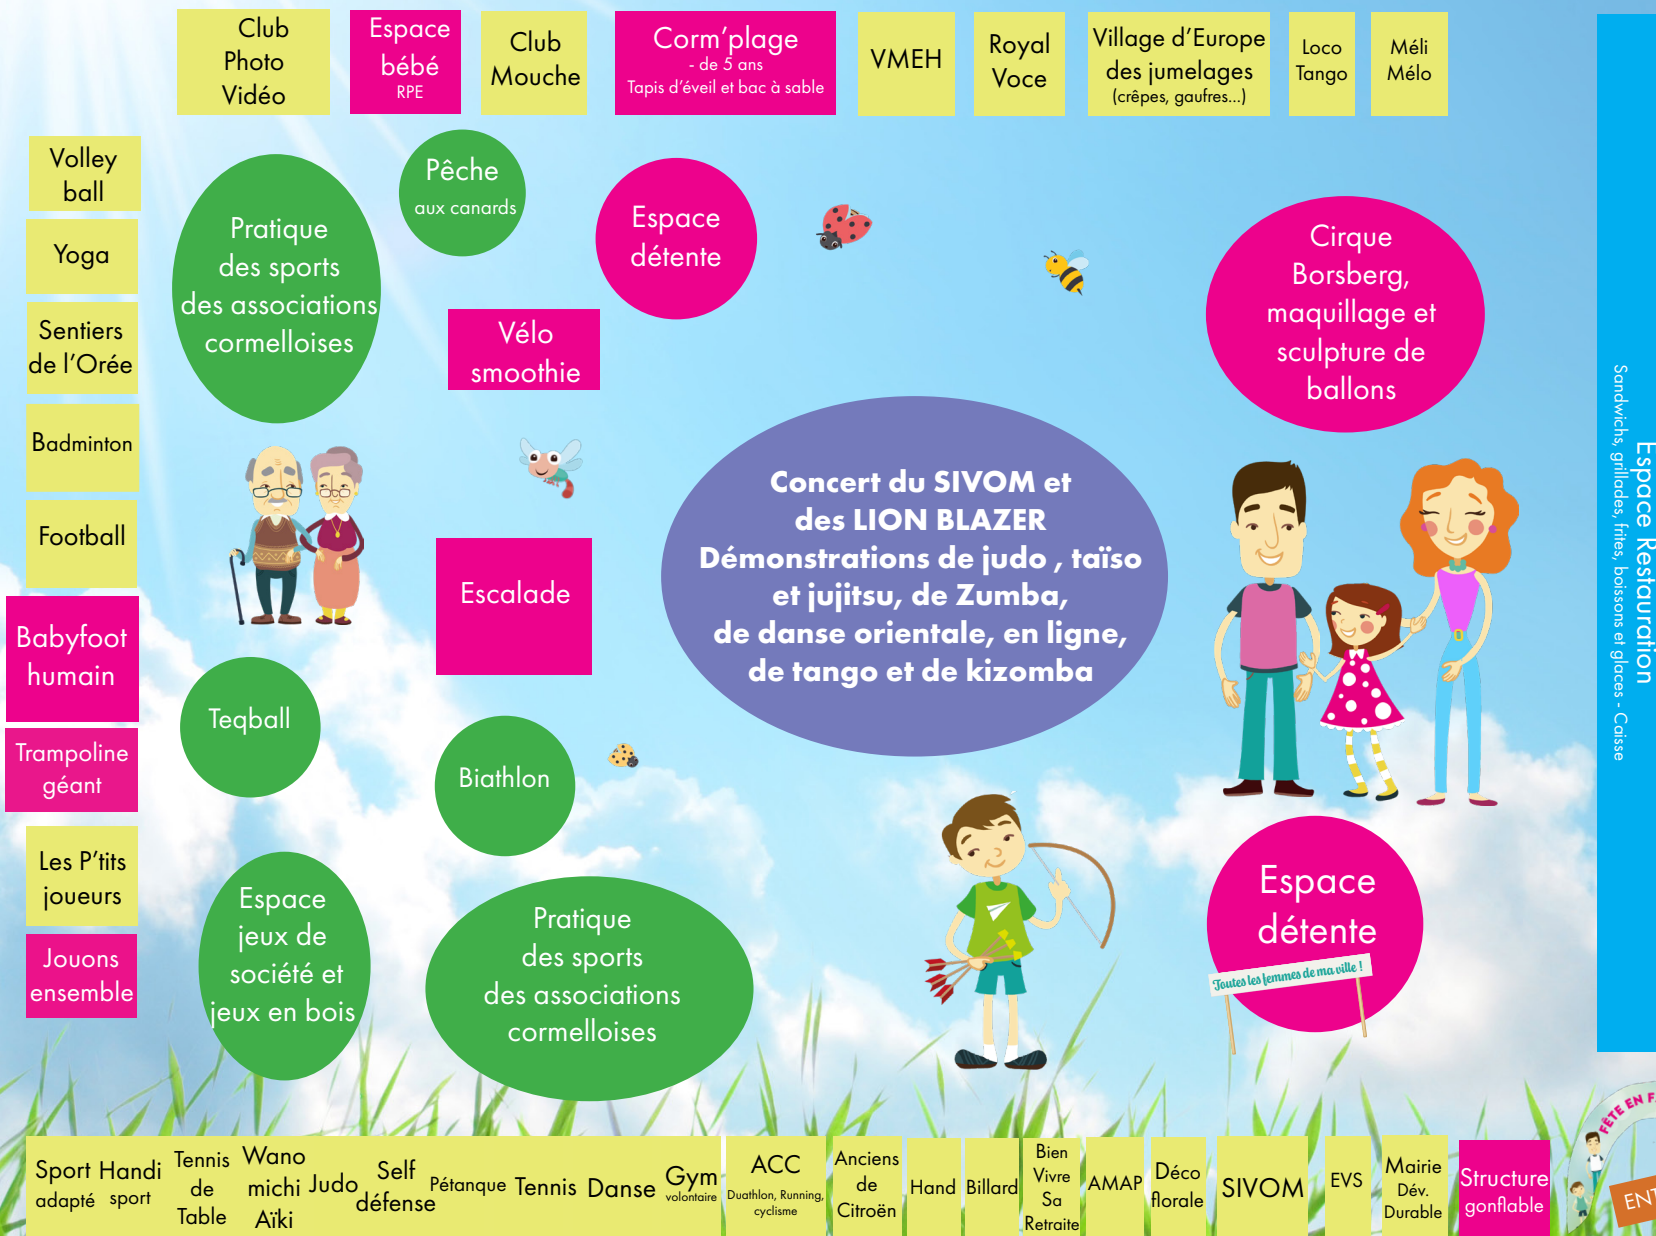 Club
Photo
Vidéo
Espace
bébé
RPE
Club
Mouche
Corm'plage
- de 5 ans
Tapis d'éveil et bac à sable
VMEH
Royal
Voce
Village d'Europe
des jumelages
(crêpes, gaufres...)
Loco
Tango
Méli
Mélo
Volley
ball
Yoga
Sentiers
de l'Orée
Badminton
Football
Babyfoot
humain
Trampoline
géant
Les P'tits
joueurs
Jouons
ensemble
Pratique
des sports
des associations
cormelloises
Pêche
aux canards
Espace
détente
Vélo
smoothie
Cirque
Borsberg,
maquillage et
sculpture de
ballons
Concert du SIVOM et
des LION BLAZER
Démonstrations de judo , taïso
et jujitsu, de Zumba,
de danse orientale, en ligne,
de tango et de kizomba
Escalade
Teqball
Biathlon
Espace
jeux de
société et
jeux en bois
Pratique
des sports
des associations
cormelloises
Espace
détente
Toutes les femmes de ma ville !
Espace Restauration
Sandwichs, grillades, frites, boissons et glaces - Caisse
Sport
adapté
Handi
sport
Tennis
de
Table
Wano
michi
Aïki
Judo
Self
défense
Pétanque
Tennis
Danse
Gym
volontaire
ACC
Duathlon, Running,
cyclisme
Anciens
de
Citroën
Hand
Billard
Bien
Vivre
Sa
Retraite
AMAP
Déco
florale
SIVOM
EVS
Mairie
Dév.
Durable
Structure
gonflable
FÊTE EN F
ENT